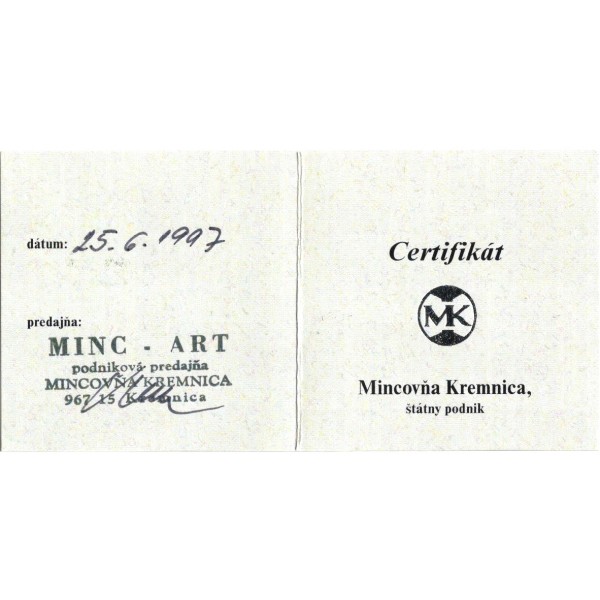 dátum: 25.6.1997
predajňa:
MINC - ART
podniková predajňa
MINCOVŇA KREMNICA
967 15 Kremnica
Certifikát
MK
Mincovňa Kremnica,
štátny podnik